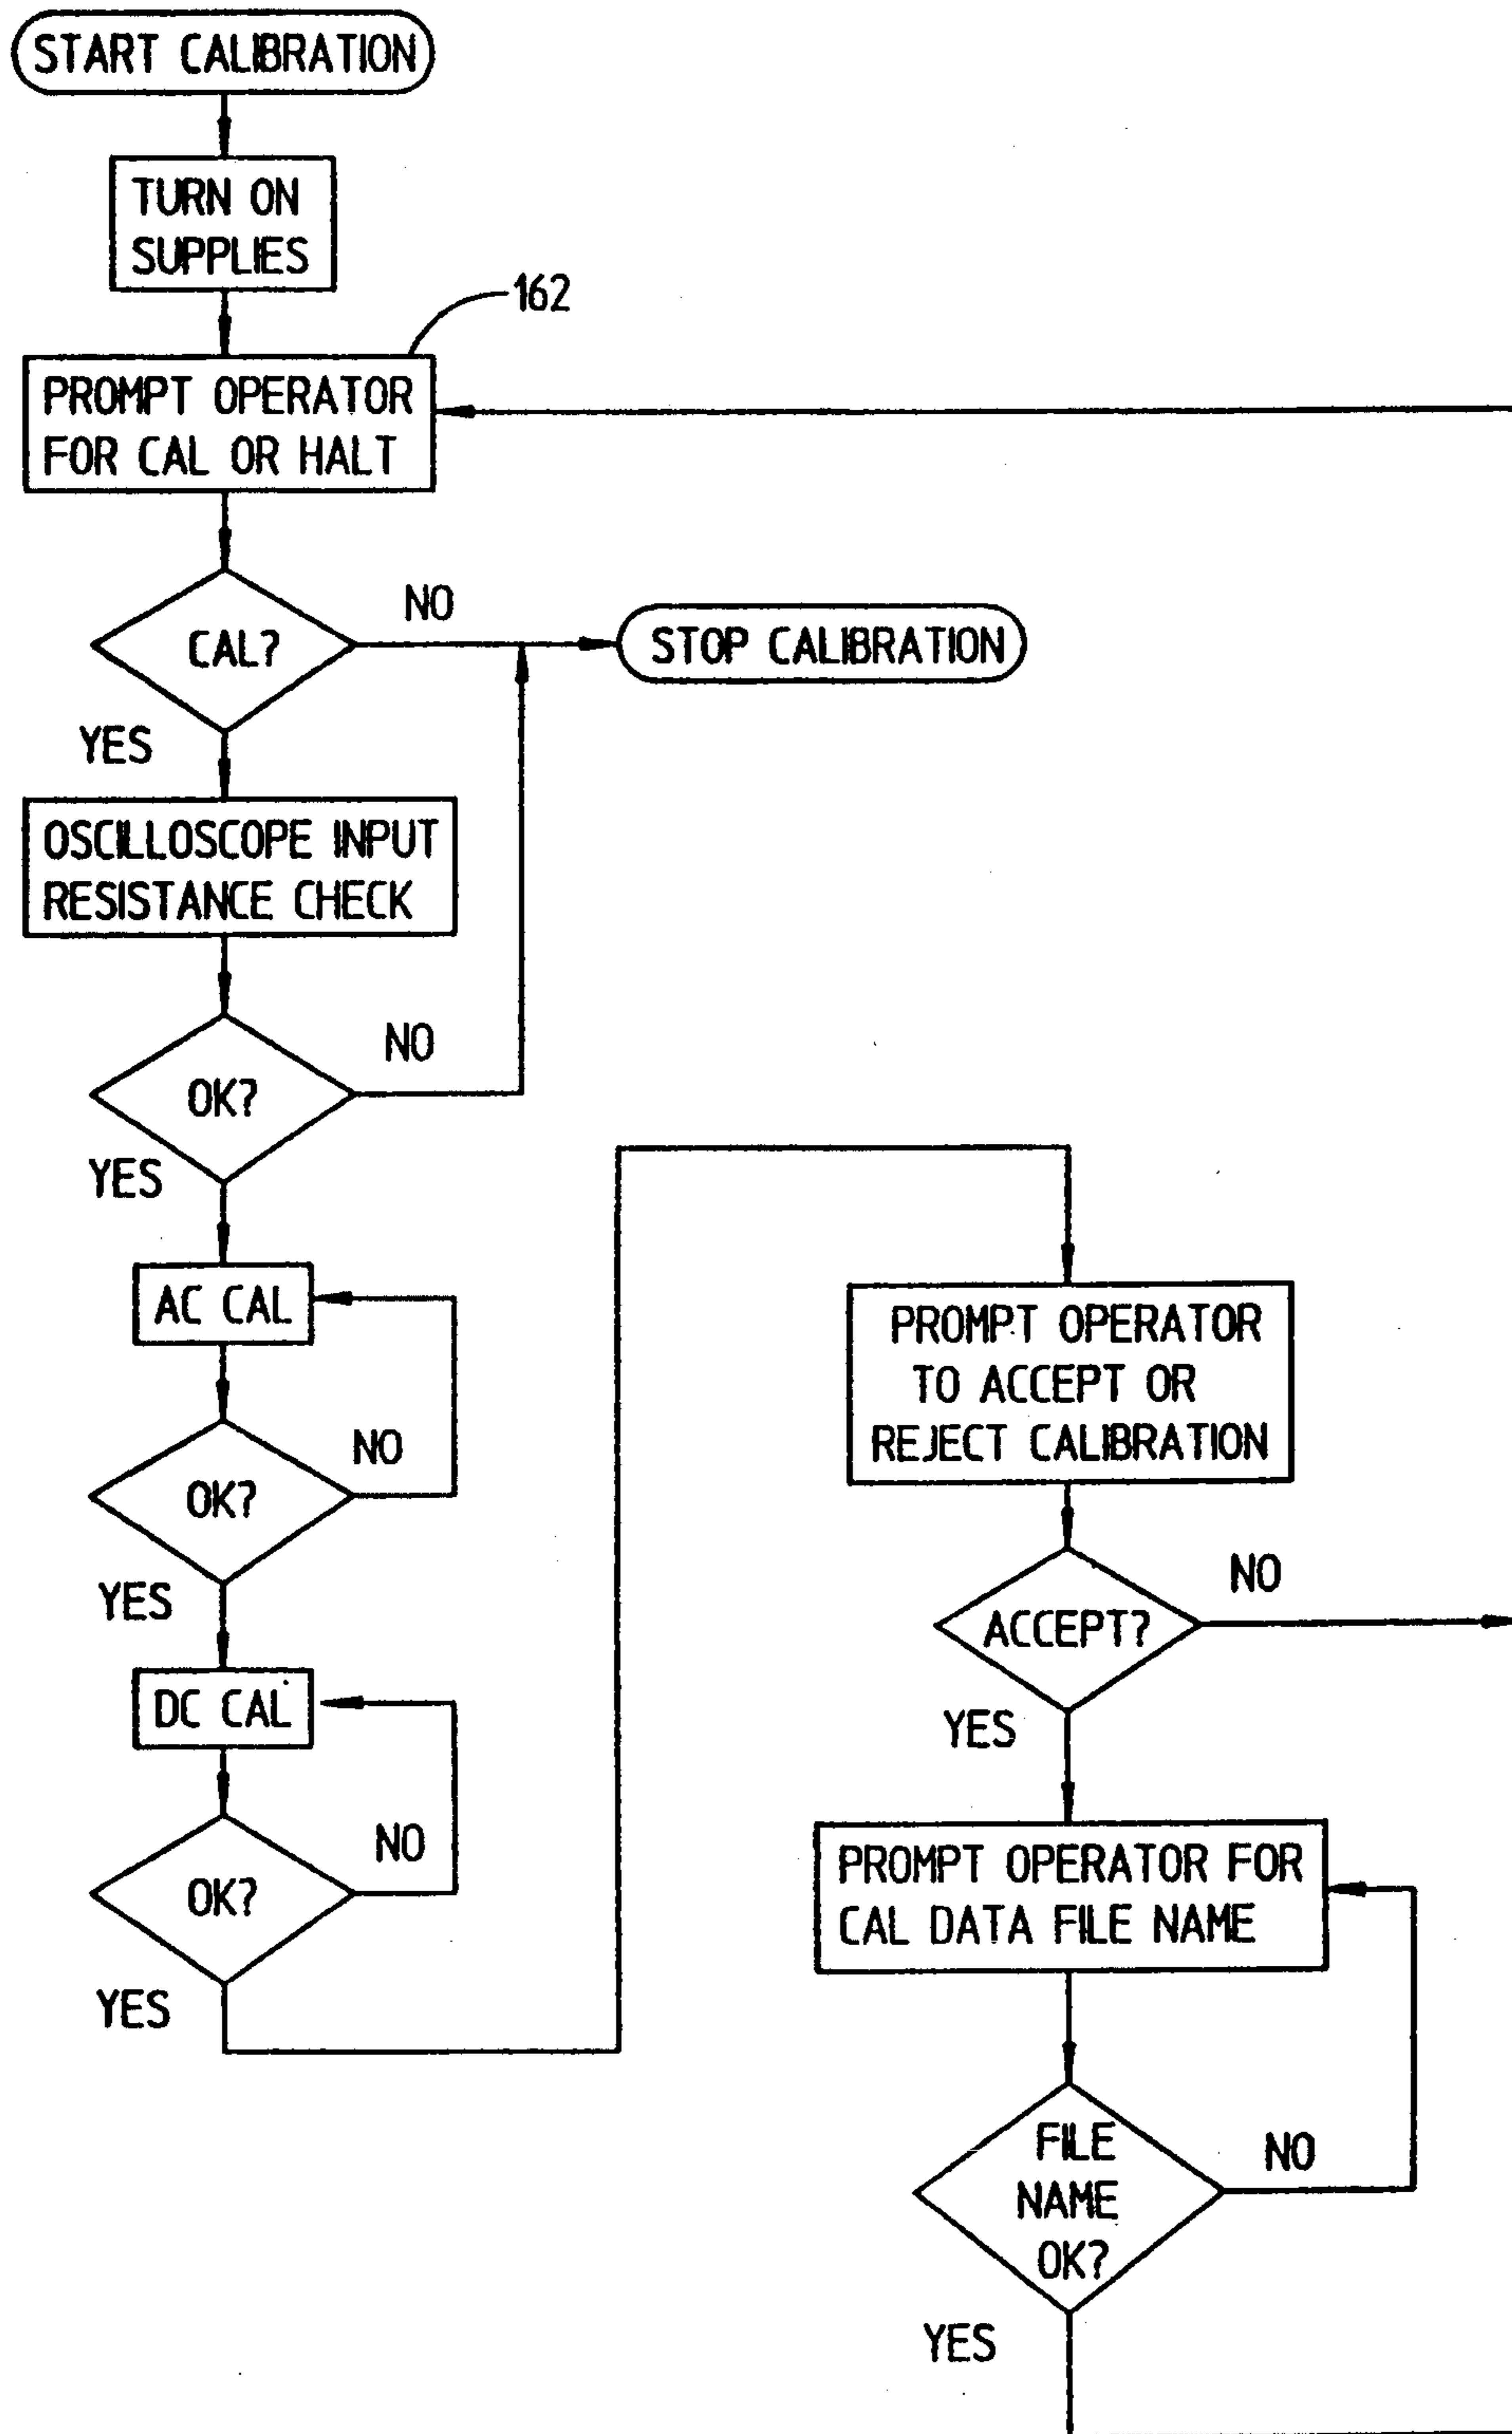 START CALIBRATION
TURN ON
SUPPLIES
162
PROMPT OPERATOR
FOR CAL OR HALT
CAL?
NO
STOP CALIBRATION
YES
OSCILLOSCOPE INPUT
RESISTANCE CHECK
OK?
NO
YES
AC CAL
OK?
NO
YES
DC CAL
OK?
NO
YES
PROMPT OPERATOR
TO ACCEPT OR
REJECT CALIBRATION
ACCEPT?
NO
YES
PROMPT OPERATOR FOR
CAL DATA FILE NAME
FILE
NAME
OK?
NO
YES